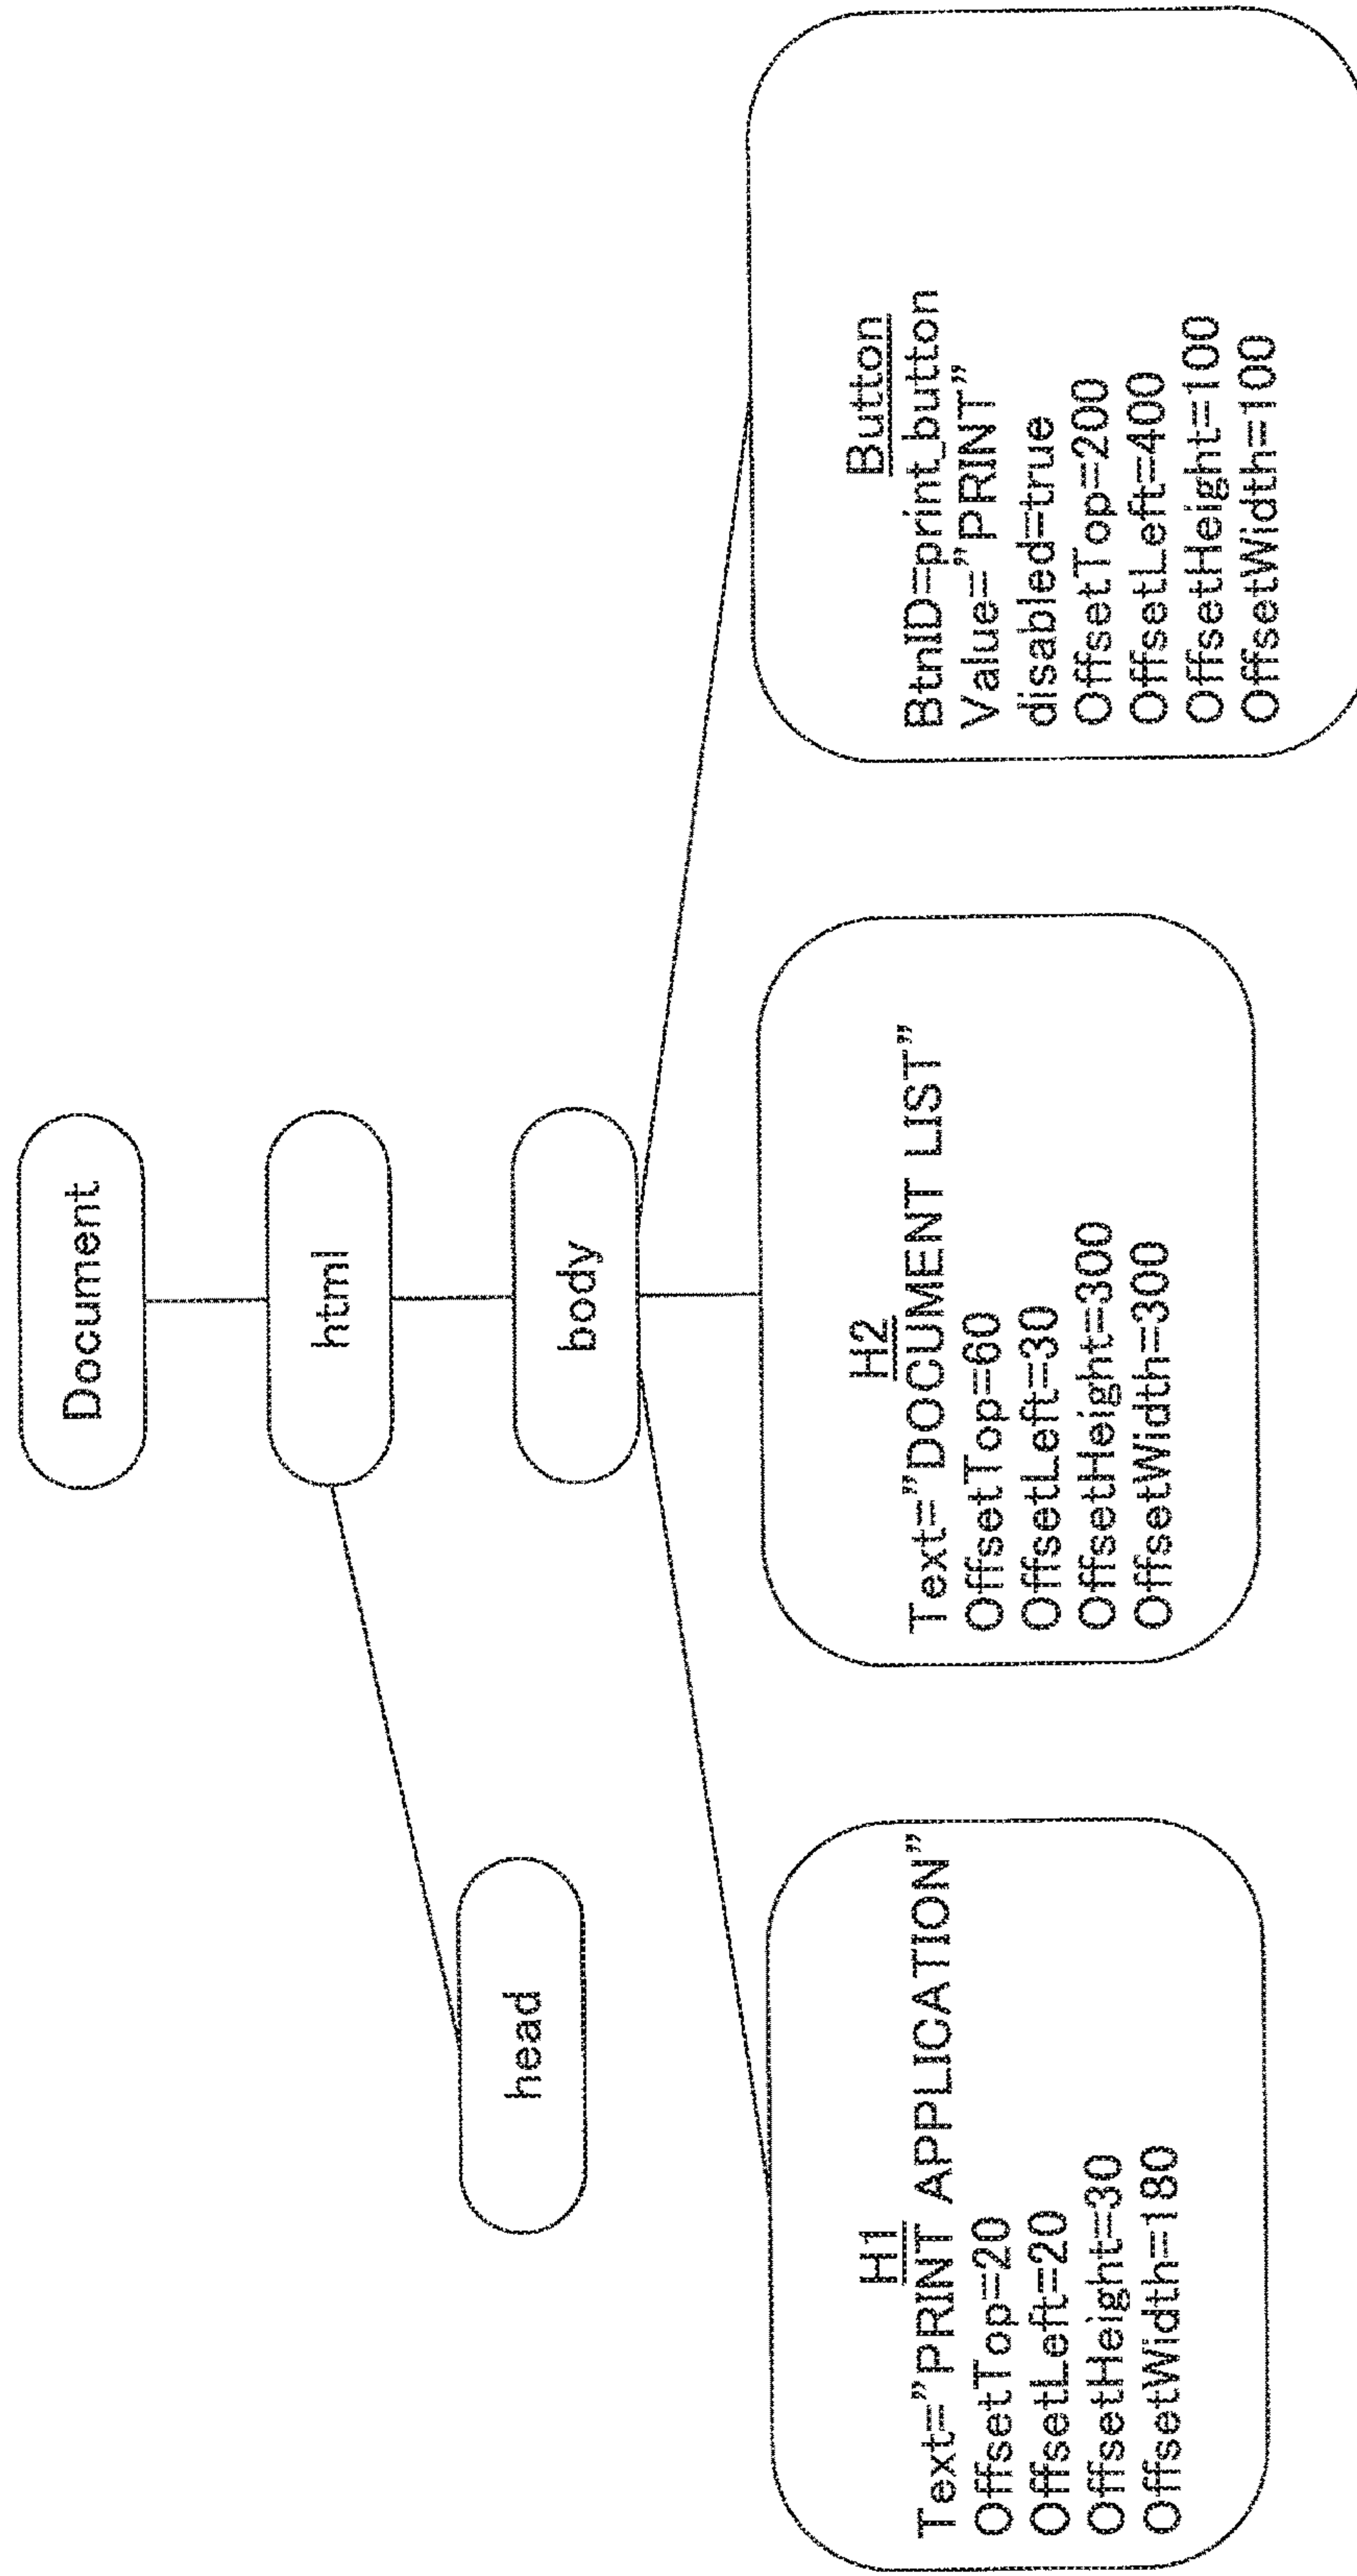 Document
html
head
body
H1
Text="PRINT APPLICATION"
OffsetTop=20
OffsetLeft=20
OffsetHeight=30
OffsetWidth=180
H2
Text="DOCUMENT LIST"
OffsetTop=60
OffsetLeft=30
OffsetHeight=300
OffsetWidth=300
Button
BtnID=print_button
Value="PRINT"
disabled=true
OffsetTop=200
OffsetLeft=400
OffsetHeight=100
OffsetWidth=100